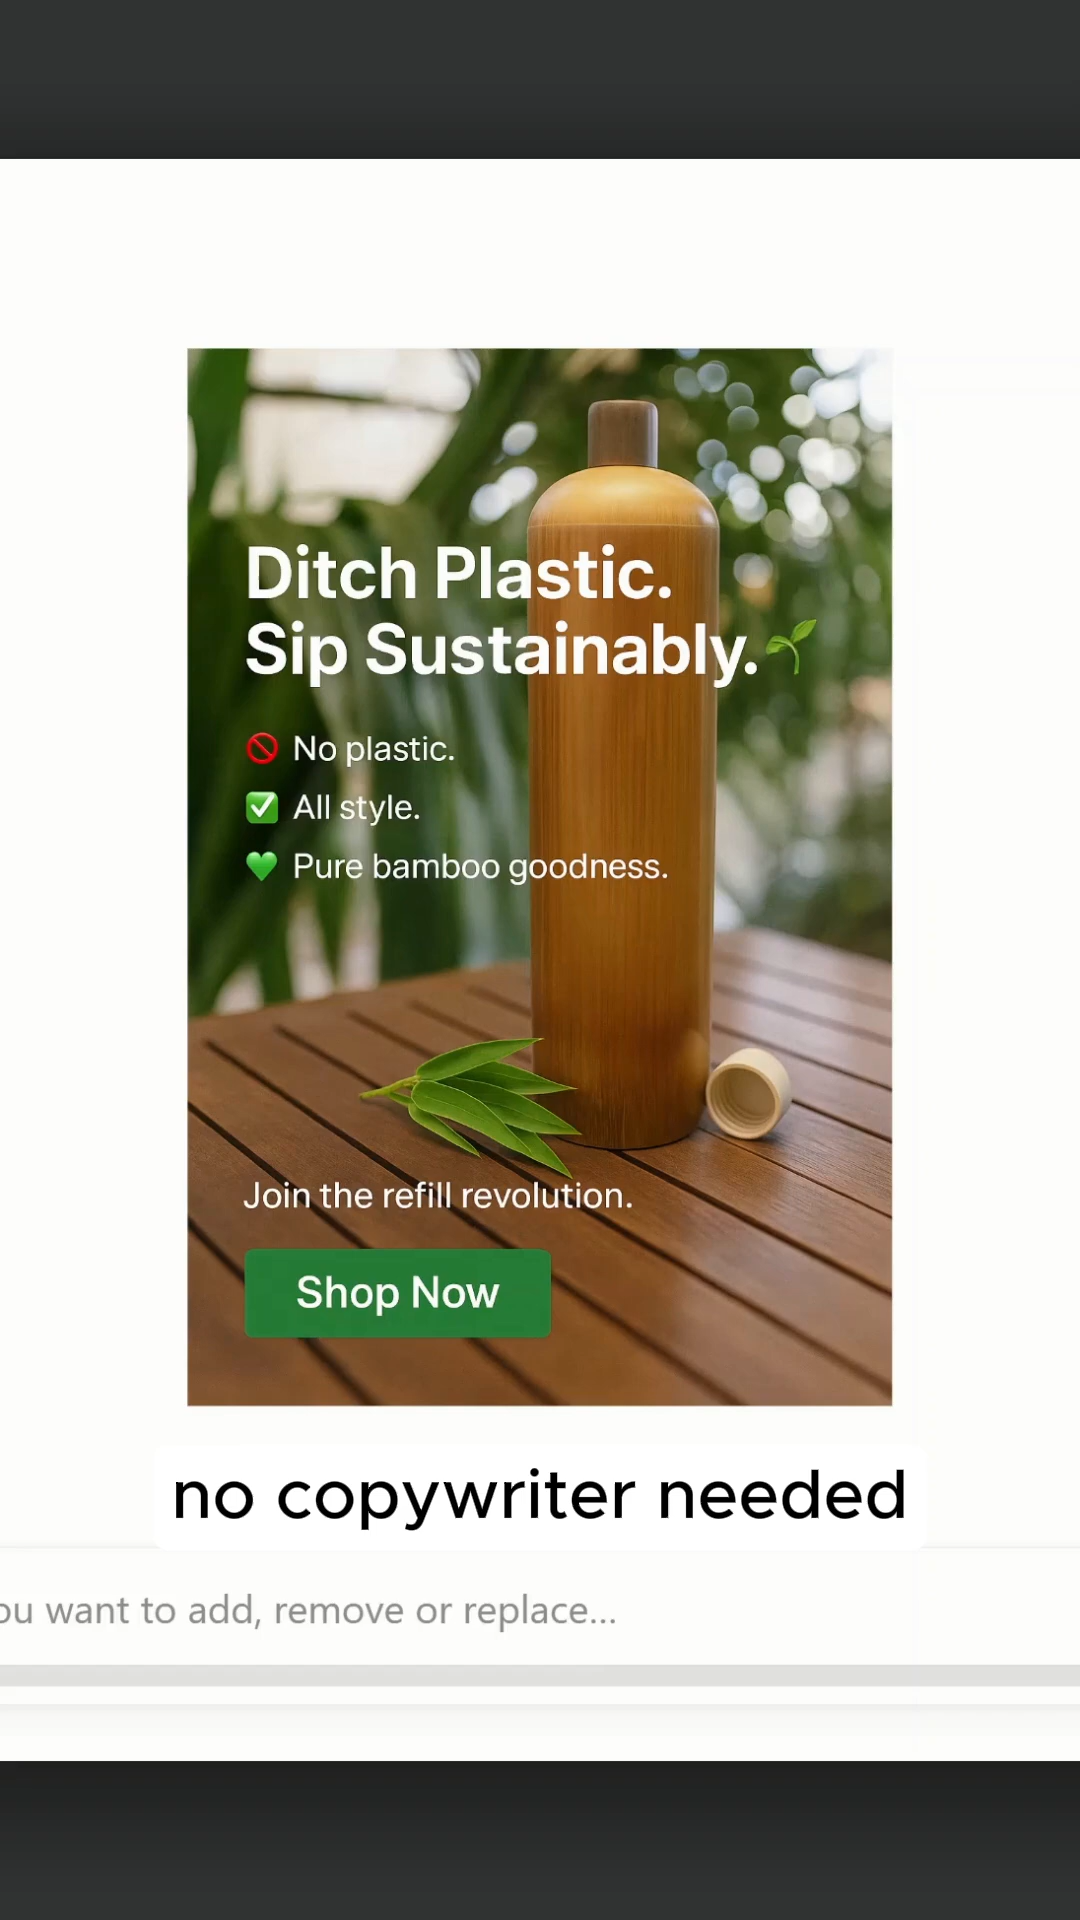 Ditch Plastic.
Sip Sustainably.🌱
🚫 No plastic.
✅ All style.
💚 Pure bamboo goodness.
Join the refill revolution.
Shop Now
no copywriter needed
ou want to add, remove or replace...